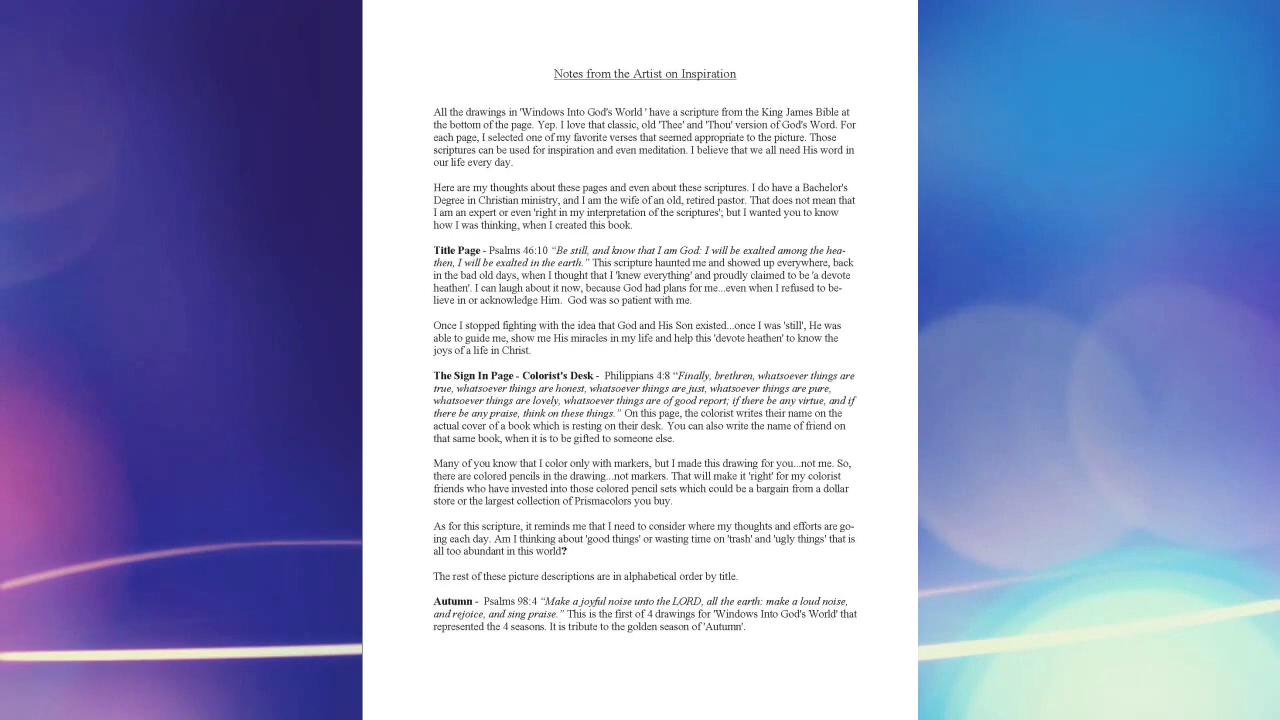 Notes from the Artist on Inspiration
All the drawings in 'Windows Into God's World ' have a scripture from the King James Bible at
the bottom of the page. Yep. I love that classic, old 'Thee' and 'Thou' version of God's Word. For
each page, I selected one of my favorite verses that seemed appropriate to the picture. Those
scriptures can be used for inspiration and even meditation. I believe that we all need His word in
our life every day.
Here are my thoughts about these pages and even about these scriptures. I do have a Bachelor's
Degree in Christian ministry, and I am the wife of an old, retired pastor. That does not mean that
I am an expert or even 'right in my interpretation of the scriptures'; but I wanted you to know
how I was thinking, when I created this book.
Title Page - Psalms 46:10 “Be still, and know that I am God: I will be exalted among the hea-
then, I will be exalted in the earth.” This scripture haunted me and showed up everywhere, back
in the bad old days, when I thought that I 'knew everything' and proudly claimed to be 'a devote
heathen'. I can laugh about it now, because God had plans for me...even when I refused to be-
lieve in or acknowledge Him. God was so patient with me.
Once I stopped fighting with the idea that God and His Son existed...once I was 'still', He was
able to guide me, show me His miracles in my life and help this 'devote heathen' to know the
joys of a life in Christ.
The Sign In Page - Colorist's Desk - Philippians 4:8 “Finally, brethren, whatsoever things are
true, whatsoever things are honest, whatsoever things are just, whatsoever things are pure,
whatsoever things are lovely, whatsoever things are of good report; if there be any virtue, and if
there be any praise, think on these things.” On this page, the colorist writes their name on the
actual cover of a book which is resting on their desk. You can also write the name of friend on
that same book, when it is to be gifted to someone else.
Many of you know that I color only with markers, but I made this drawing for you...not me. So,
there are colored pencils in the drawing...not markers. That will make it 'right' for my colorist
friends who have invested into those colored pencil sets which could be a bargain from a dollar
store or the largest collection of Prismacolors you buy.
As for this scripture, it reminds me that I need to consider where my thoughts and efforts are go-
ing each day. Am I thinking about 'good things' or wasting time on 'trash' and 'ugly things' that is
all too abundant in this world?
The rest of these picture descriptions are in alphabetical order by title.
Autumn - Psalms 98:4 “Make a joyful noise unto the LORD, all the earth: make a loud noise,
and rejoice, and sing praise.” This is the first of 4 drawings for 'Windows Into God's World' that
represented the 4 seasons. It is tribute to the golden season of 'Autumn'.